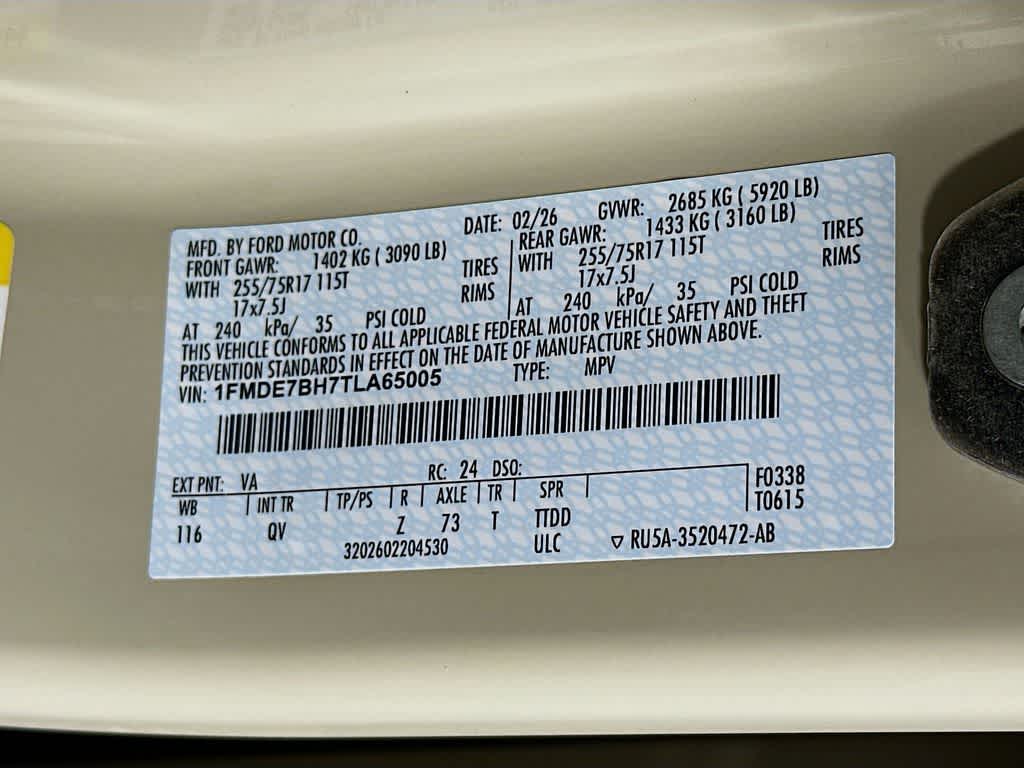 MFD. BY FORD MOTOR CO. DATE: 02/26 GVWR: 2685 KG ( 5920 LB)
FRONT GAWR: 1402 KG ( 3090 LB) REAR GAWR: 1433 KG ( 3160 LB)
WITH 255/75R17 115T TIRES WITH 255/75R17 115T TIRES
17x7.5J RIMS 17x7.5J RIMS
AT 240 kPa/ 35 PSI COLD AT 240 kPa/ 35 PSI COLD
THIS VEHICLE CONFORMS TO ALL APPLICABLE FEDERAL MOTOR VEHICLE SAFETY AND THEFT
PREVENTION STANDARDS IN EFFECT ON THE DATE OF MANUFACTURE SHOWN ABOVE.
VIN: 1FMDE7BH7TLA65005 TYPE: MPV
EXT PNT: VA RC: 24 DSO:
WB INT TR TP/PS R AXLE TR SPR F0338
116 QV Z 73 T TTDD T0615
3202602204530 ULC ▽ RU5A-3520472-AB